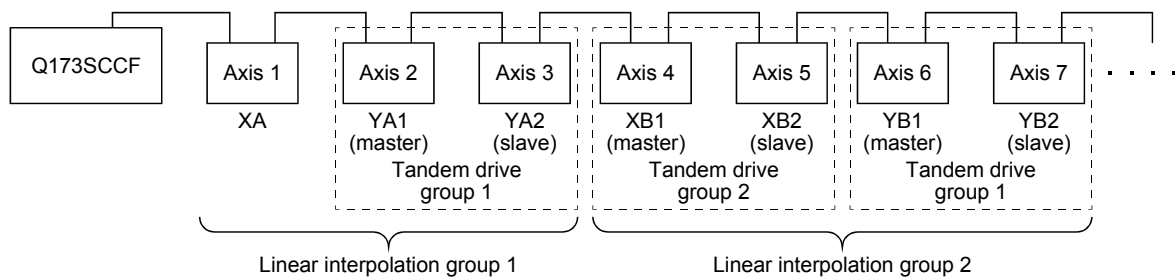 Q173SCCF
Axis 1
Axis 2
Axis 3
Axis 4
Axis 5
Axis 6
Axis 7
XA
YA1
(master)
YA2
(slave)
XB1
(master)
XB2
(slave)
YB1
(master)
YB2
(slave)
Tandem drive
group 1
Tandem drive
group 2
Tandem drive
group 1
Linear interpolation group 1
Linear interpolation group 2